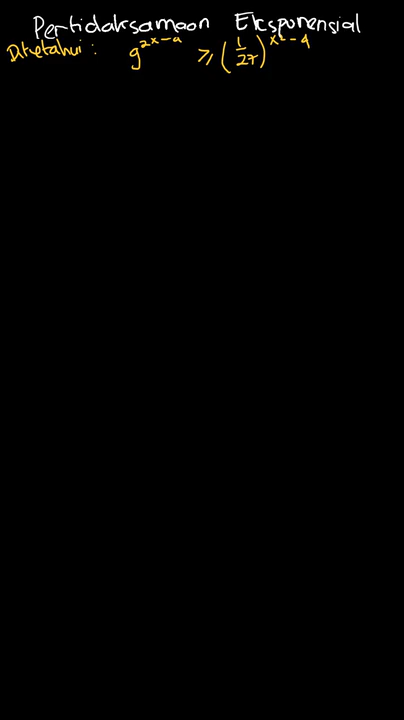 Pertidaksamaan Eksponensial
Diketahui : 9^{2x-4} ≥ (1/27)^{x²-4}